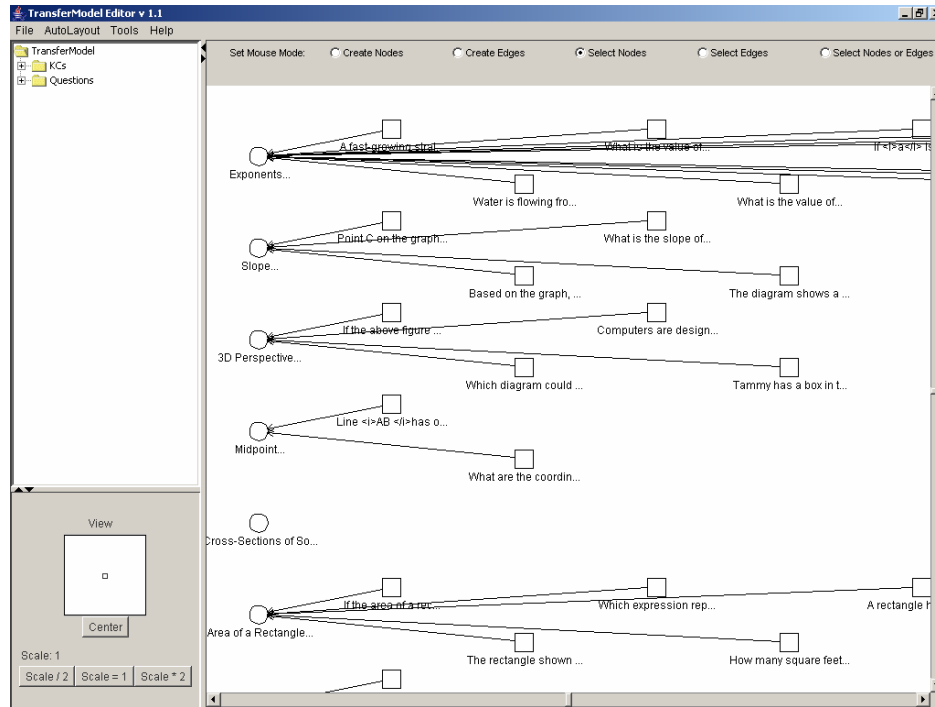 TransferModel Editor v 1.1
File AutoLayout Tools Help
TransferModel
KCs
Questions
Set Mouse Mode: Create Nodes Create Edges Select Nodes Select Edges Select Nodes or Edges
A fast-growing stral... What is the value of... If <i>a</i> is
Exponents...
Water is flowing fro... What is the value of...
Point C on the graph... What is the slope of...
Slope...
Based on the graph, ... The diagram shows a ...
If the above figure ... Computers are design...
3D Perspective...
Which diagram could ... Tammy has a box in t...
Line <i>AB </i>has o...
Midpoint...
What are the coordin...
Cross-Sections of So...
If the area of a rec... Which expression rep... A rectangle h
Area of a Rectangle...
The rectangle shown ... How many square feet...
View
Center
Scale: 1
Scale / 2 Scale = 1 Scale * 2